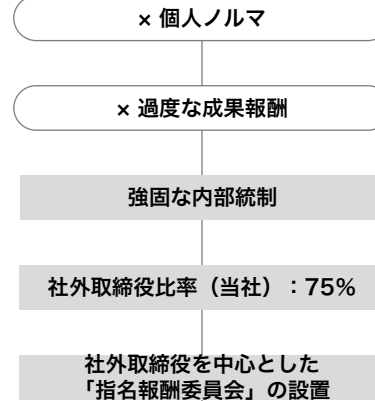 × 個人ノルマ
× 過度な成果報酬
強固な内部統制
社外取締役比率（当社）：75%
社外取締役を中心とした
「指名報酬委員会」の設置